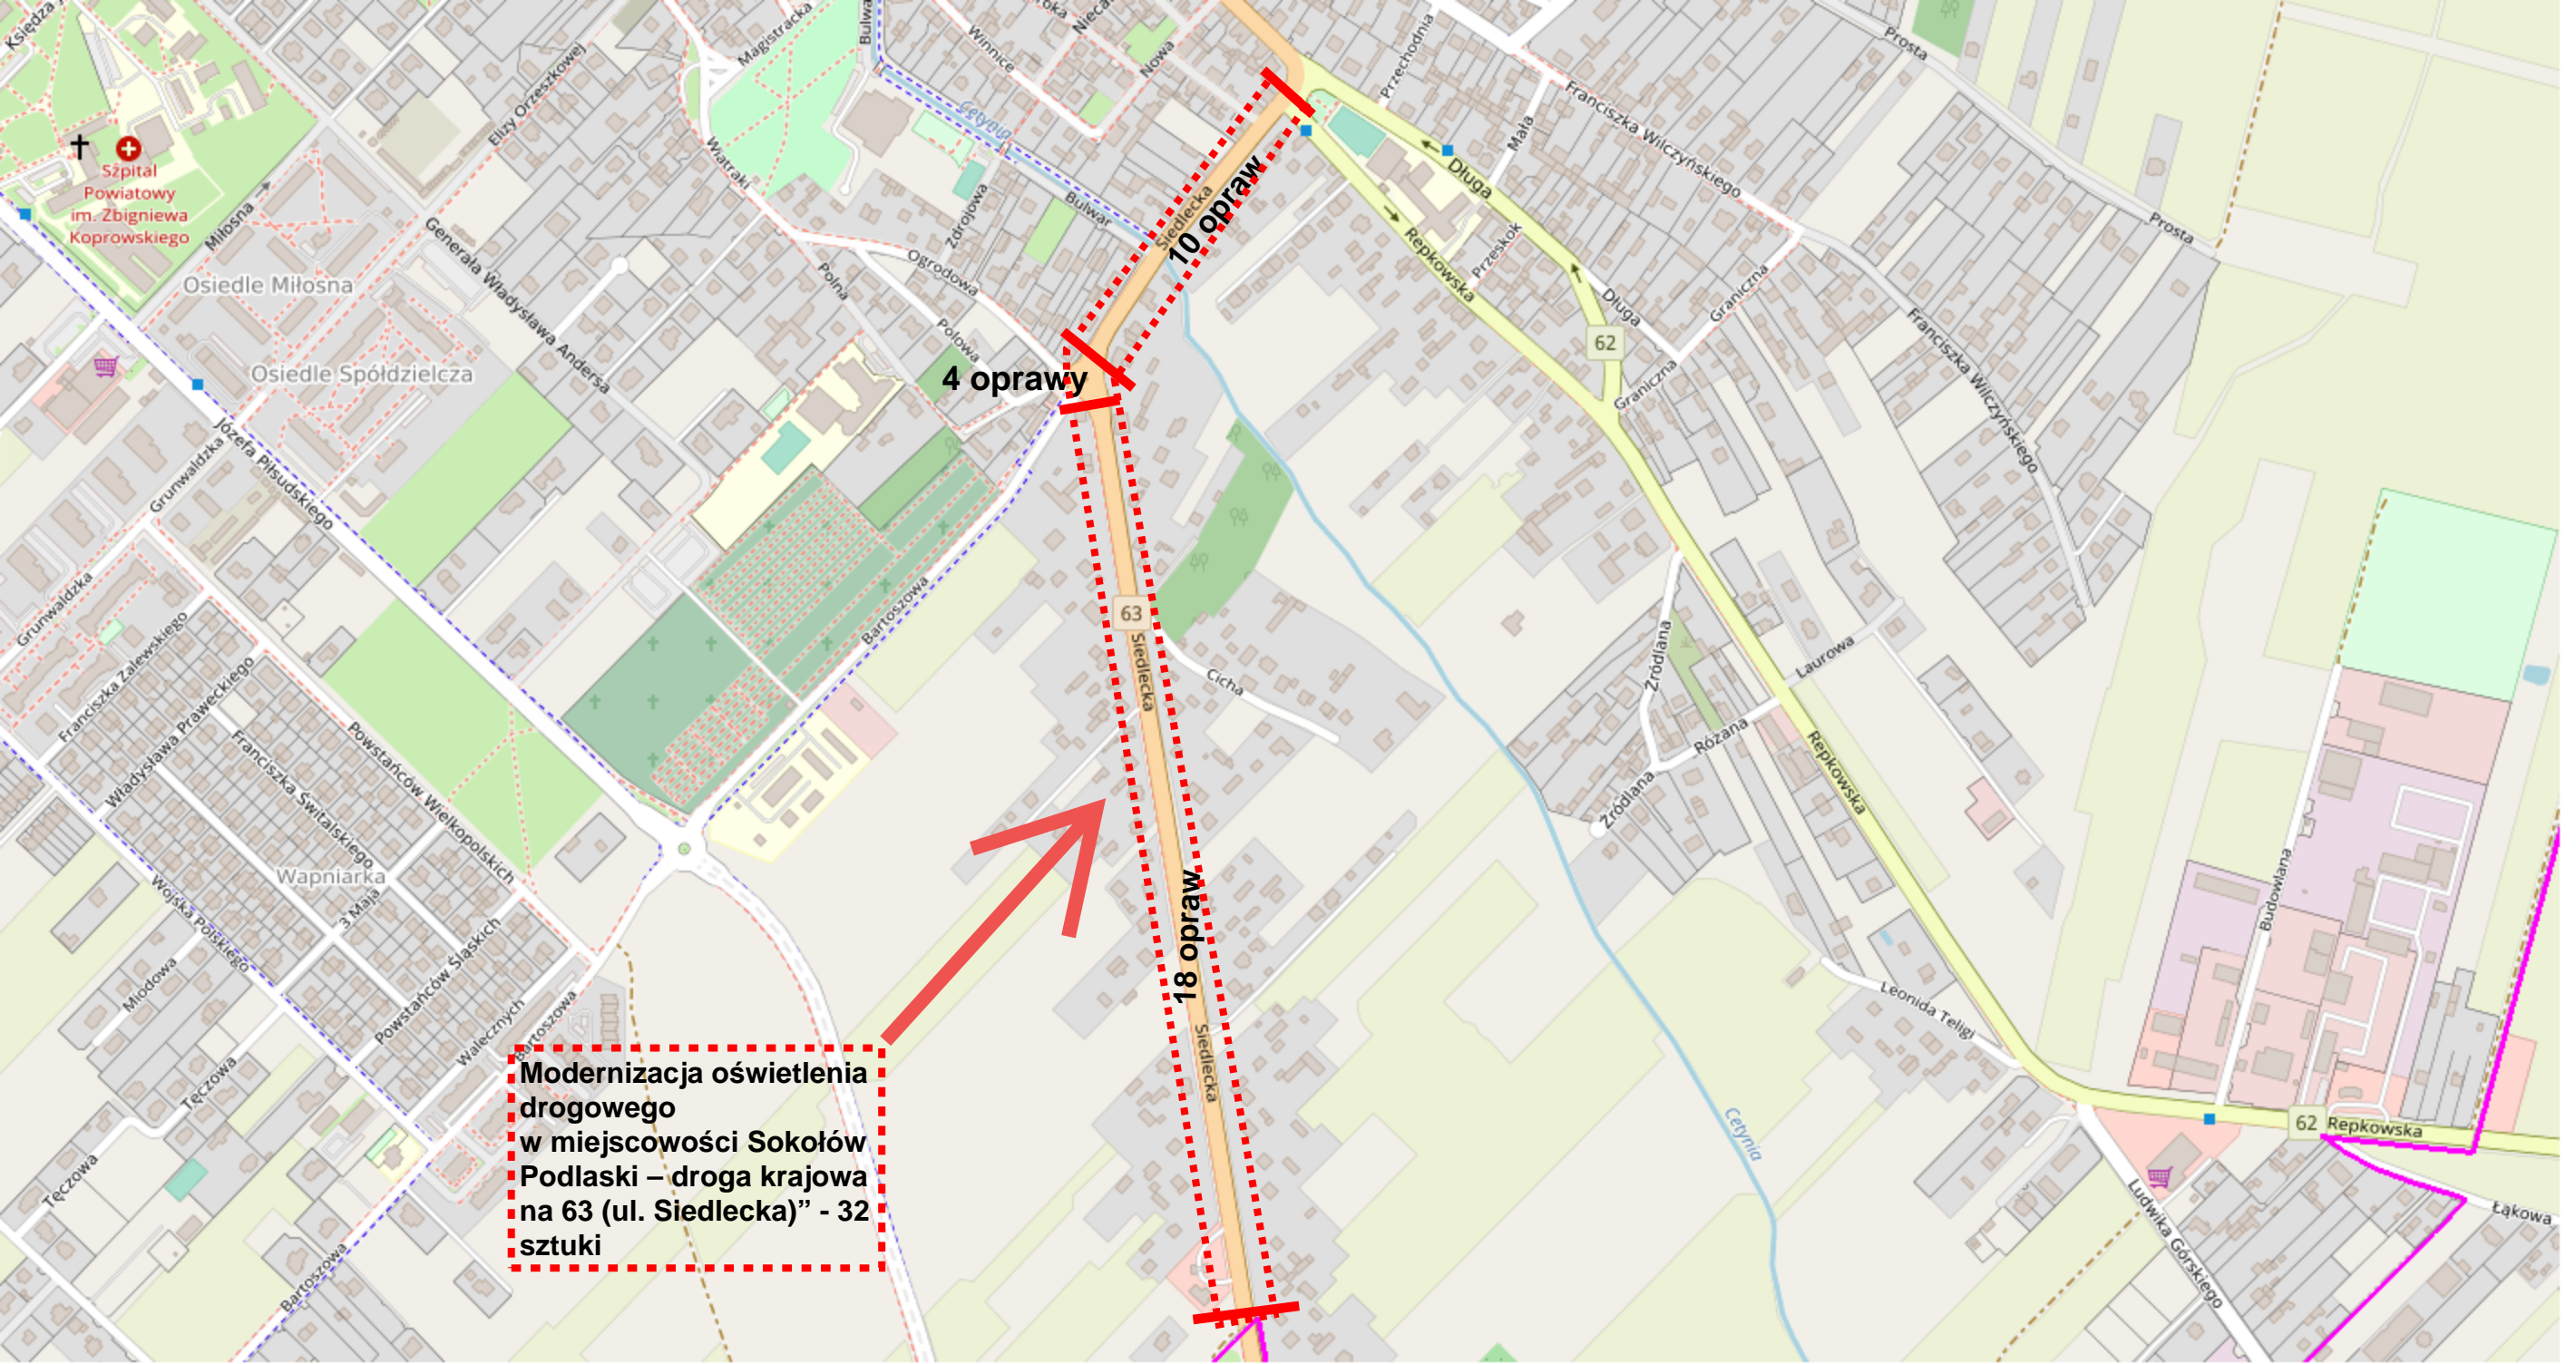 Księdza
Elizy Orzeszkowej
Magistracka
Bulwar
Winnice
Nowa
Przechodnia
Prosta
Franciszka Wilczyńskiego
Szpital
Powiatowy
im. Zbigniewa
Koprowskiego
Miłosna
Wiatraki
Cetynia
Mała
Długa
Bulwar
Zdrojowa
Siedlecka
10 opraw
Przeskok
Repkowska
Prosta
Osiedle Miłosna
Generała Władysława Andersa
Polna
Ogrodowa
Polowa
Długa
Graniczna
62
Graniczna
Franciszka Wilczyńskiego
Osiedle Spółdzielcza
4 oprawy
Józefa Piłsudskiego
Grunwaldzka
Grunwaldzka
Bartoszowa
63
Siedlecka
Cicha
Źródlana
Laurowa
Różana
Źródlana
Repkowska
Franciszka Zalewskiego
Władysława Praweckiego
Franciszka Świtalskiego
Powstańców Wielkopolskich
Wapniarka
3 Maja
Wojska Polskiego
Powstańców Śląskich
Walecznych
Bartoszowa
Miodowa
Tęczowa
Tęczowa
Bartoszowa
18 opraw
Siedlecka
Budowlana
Leonida Teligi
Cetynia
62
Repkowska
Łąkowa
Ludwika Górskiego
Modernizacja oświetlenia
drogowego
w miejscowości Sokołów
Podlaski – droga krajowa
na 63 (ul. Siedlecka)” - 32
sztuki